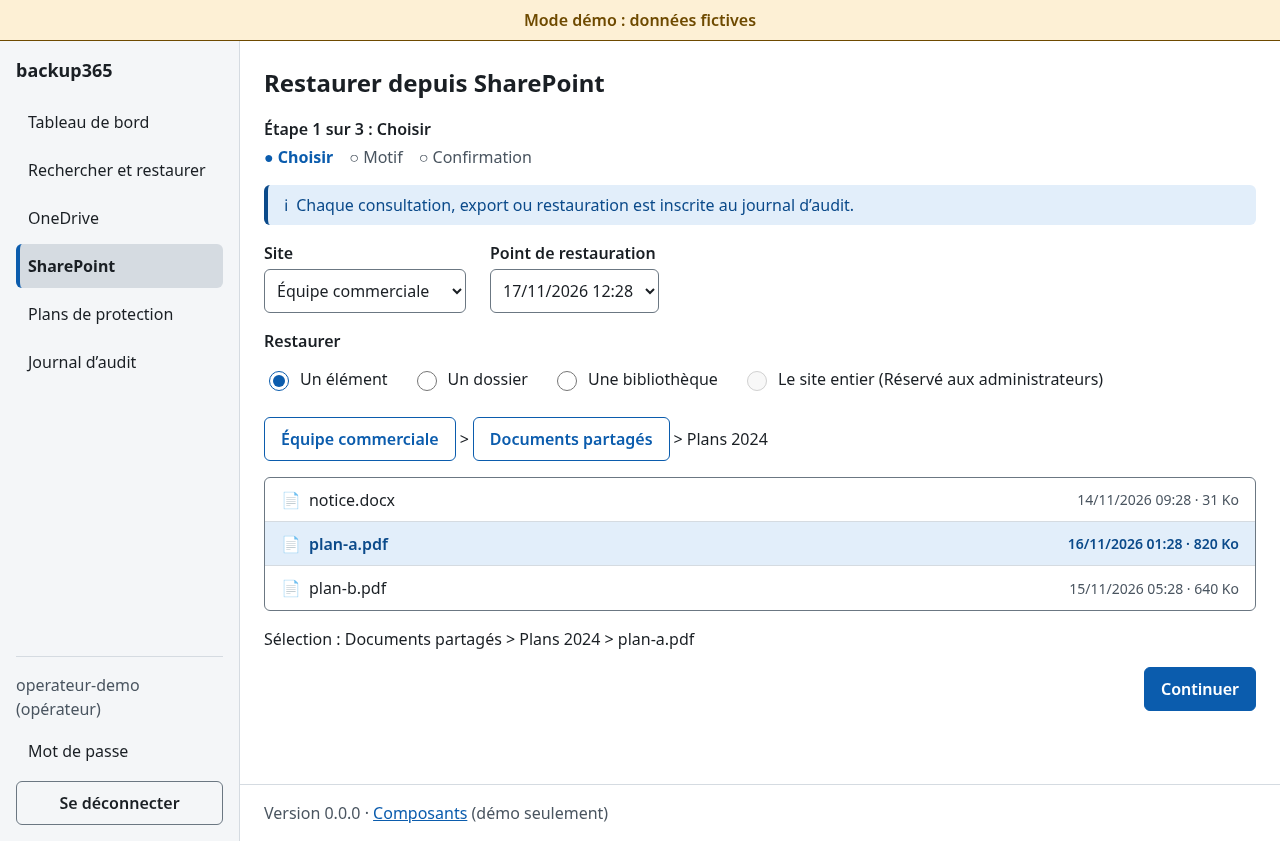 Mode démo : données fictives
backup365
Tableau de bord
Rechercher et restaurer
OneDrive
SharePoint
Plans de protection
Journal d’audit
operateur-demo
(opérateur)
Mot de passe
Se déconnecter
Restaurer depuis SharePoint
Étape 1 sur 3 : Choisir
● Choisir ○ Motif ○ Confirmation
i Chaque consultation, export ou restauration est inscrite au journal d’audit.
Site Point de restauration
Équipe commerciale 17/11/2026 12:28
Restaurer
Un élément Un dossier Une bibliothèque Le site entier (Réservé aux administrateurs)
Équipe commerciale > Documents partagés > Plans 2024
notice.docx 14/11/2026 09:28 · 31 Ko
plan-a.pdf 16/11/2026 01:28 · 820 Ko
plan-b.pdf 15/11/2026 05:28 · 640 Ko
Sélection : Documents partagés > Plans 2024 > plan-a.pdf
Continuer
Version 0.0.0 · Composants (démo seulement)